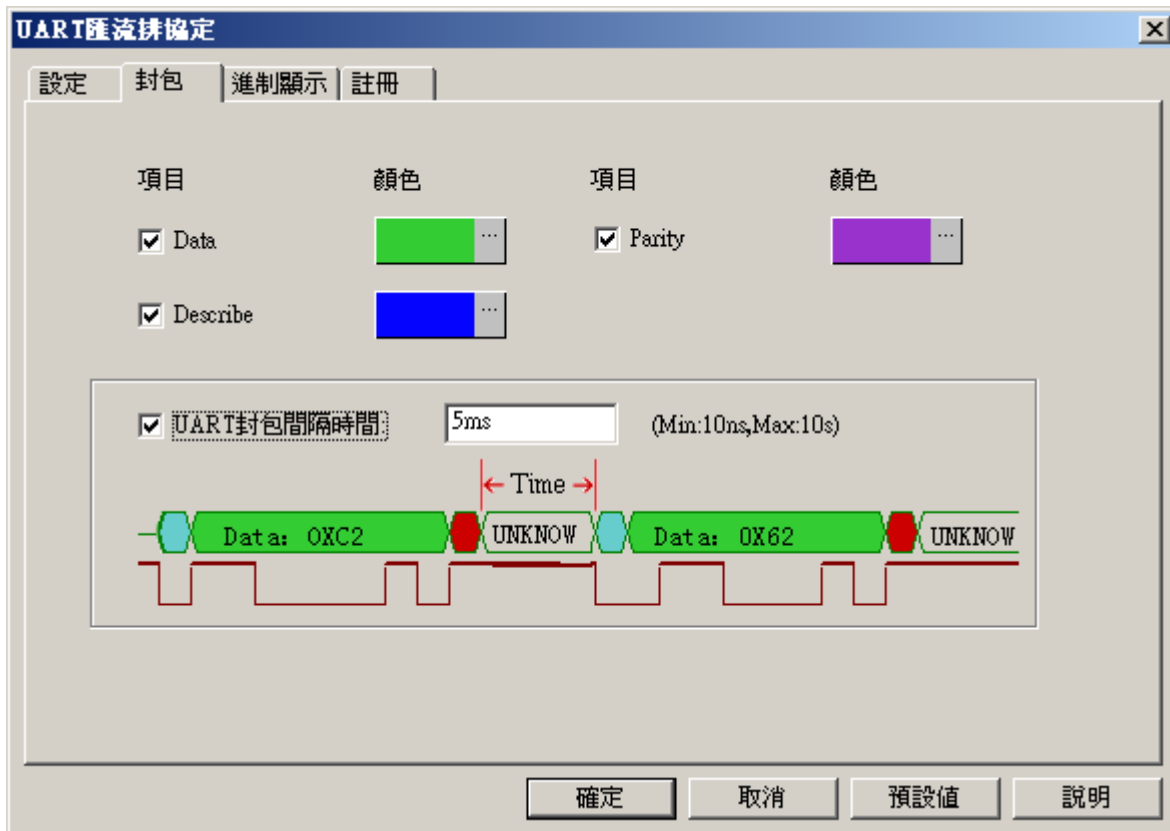 UART匯流排協定
設定 封包 進制顯示 註冊
項目 顏色 項目 顏色
Data ... Parity ...
Describe ...
UART封包間隔時間: 5ms (Min:10ns,Max:10s)
Time
Data: 0XC2 UNKNOW Data: 0X62 UNKNOW
確定 取消 預設值 說明